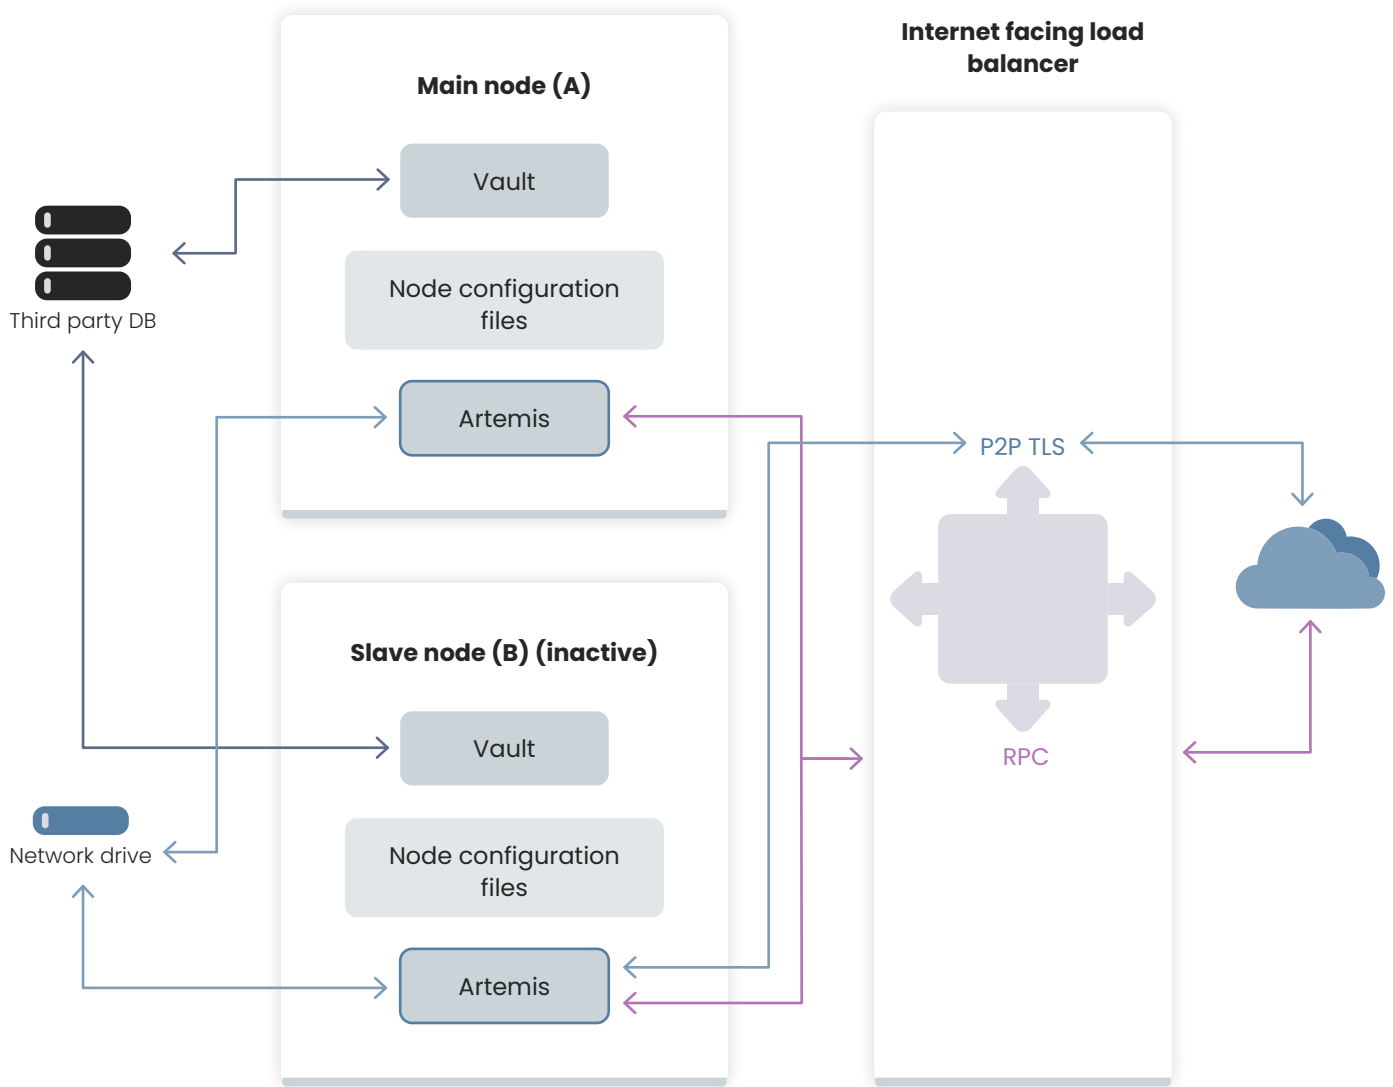 Internet facing load
balancer
Main node (A)
Vault
Node configuration
files
Artemis
Third party DB
P2P TLS
RPC
Slave node (B) (inactive)
Vault
Node configuration
files
Artemis
Network drive